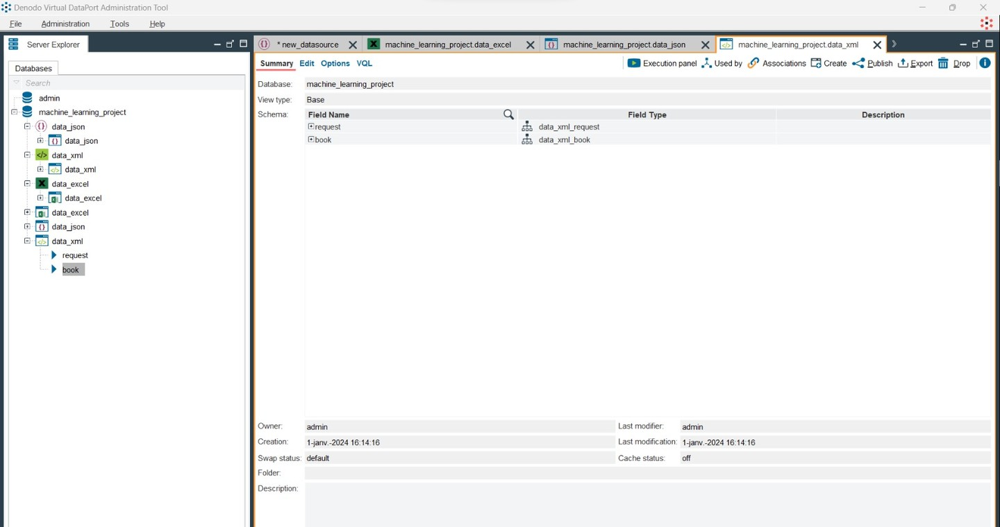 Denodo Virtual DataPort Administration Tool
File Administration Tools Help
Server Explorer
Databases
Search
admin
machine_learning_project
data_json
data_json
data_xml
data_xml
data_excel
data_excel
data_excel
data_json
data_xml
request
book
* new_datasource machine_learning_project.data_excel machine_learning_project.data_json machine_learning_project.data_xml
Summary Edit Options VQL Execution panel Used by Associations Create Publish Export Drop
Database: machine_learning_project
View type: Base
Schema: Field Name Field Type Description
request data_xml_request
book data_xml_book
Owner: admin Last modifier: admin
Creation: 1-janv.-2024 16:14:16 Last modification: 1-janv.-2024 16:14:16
Swap status: default Cache status: off
Folder:
Description: